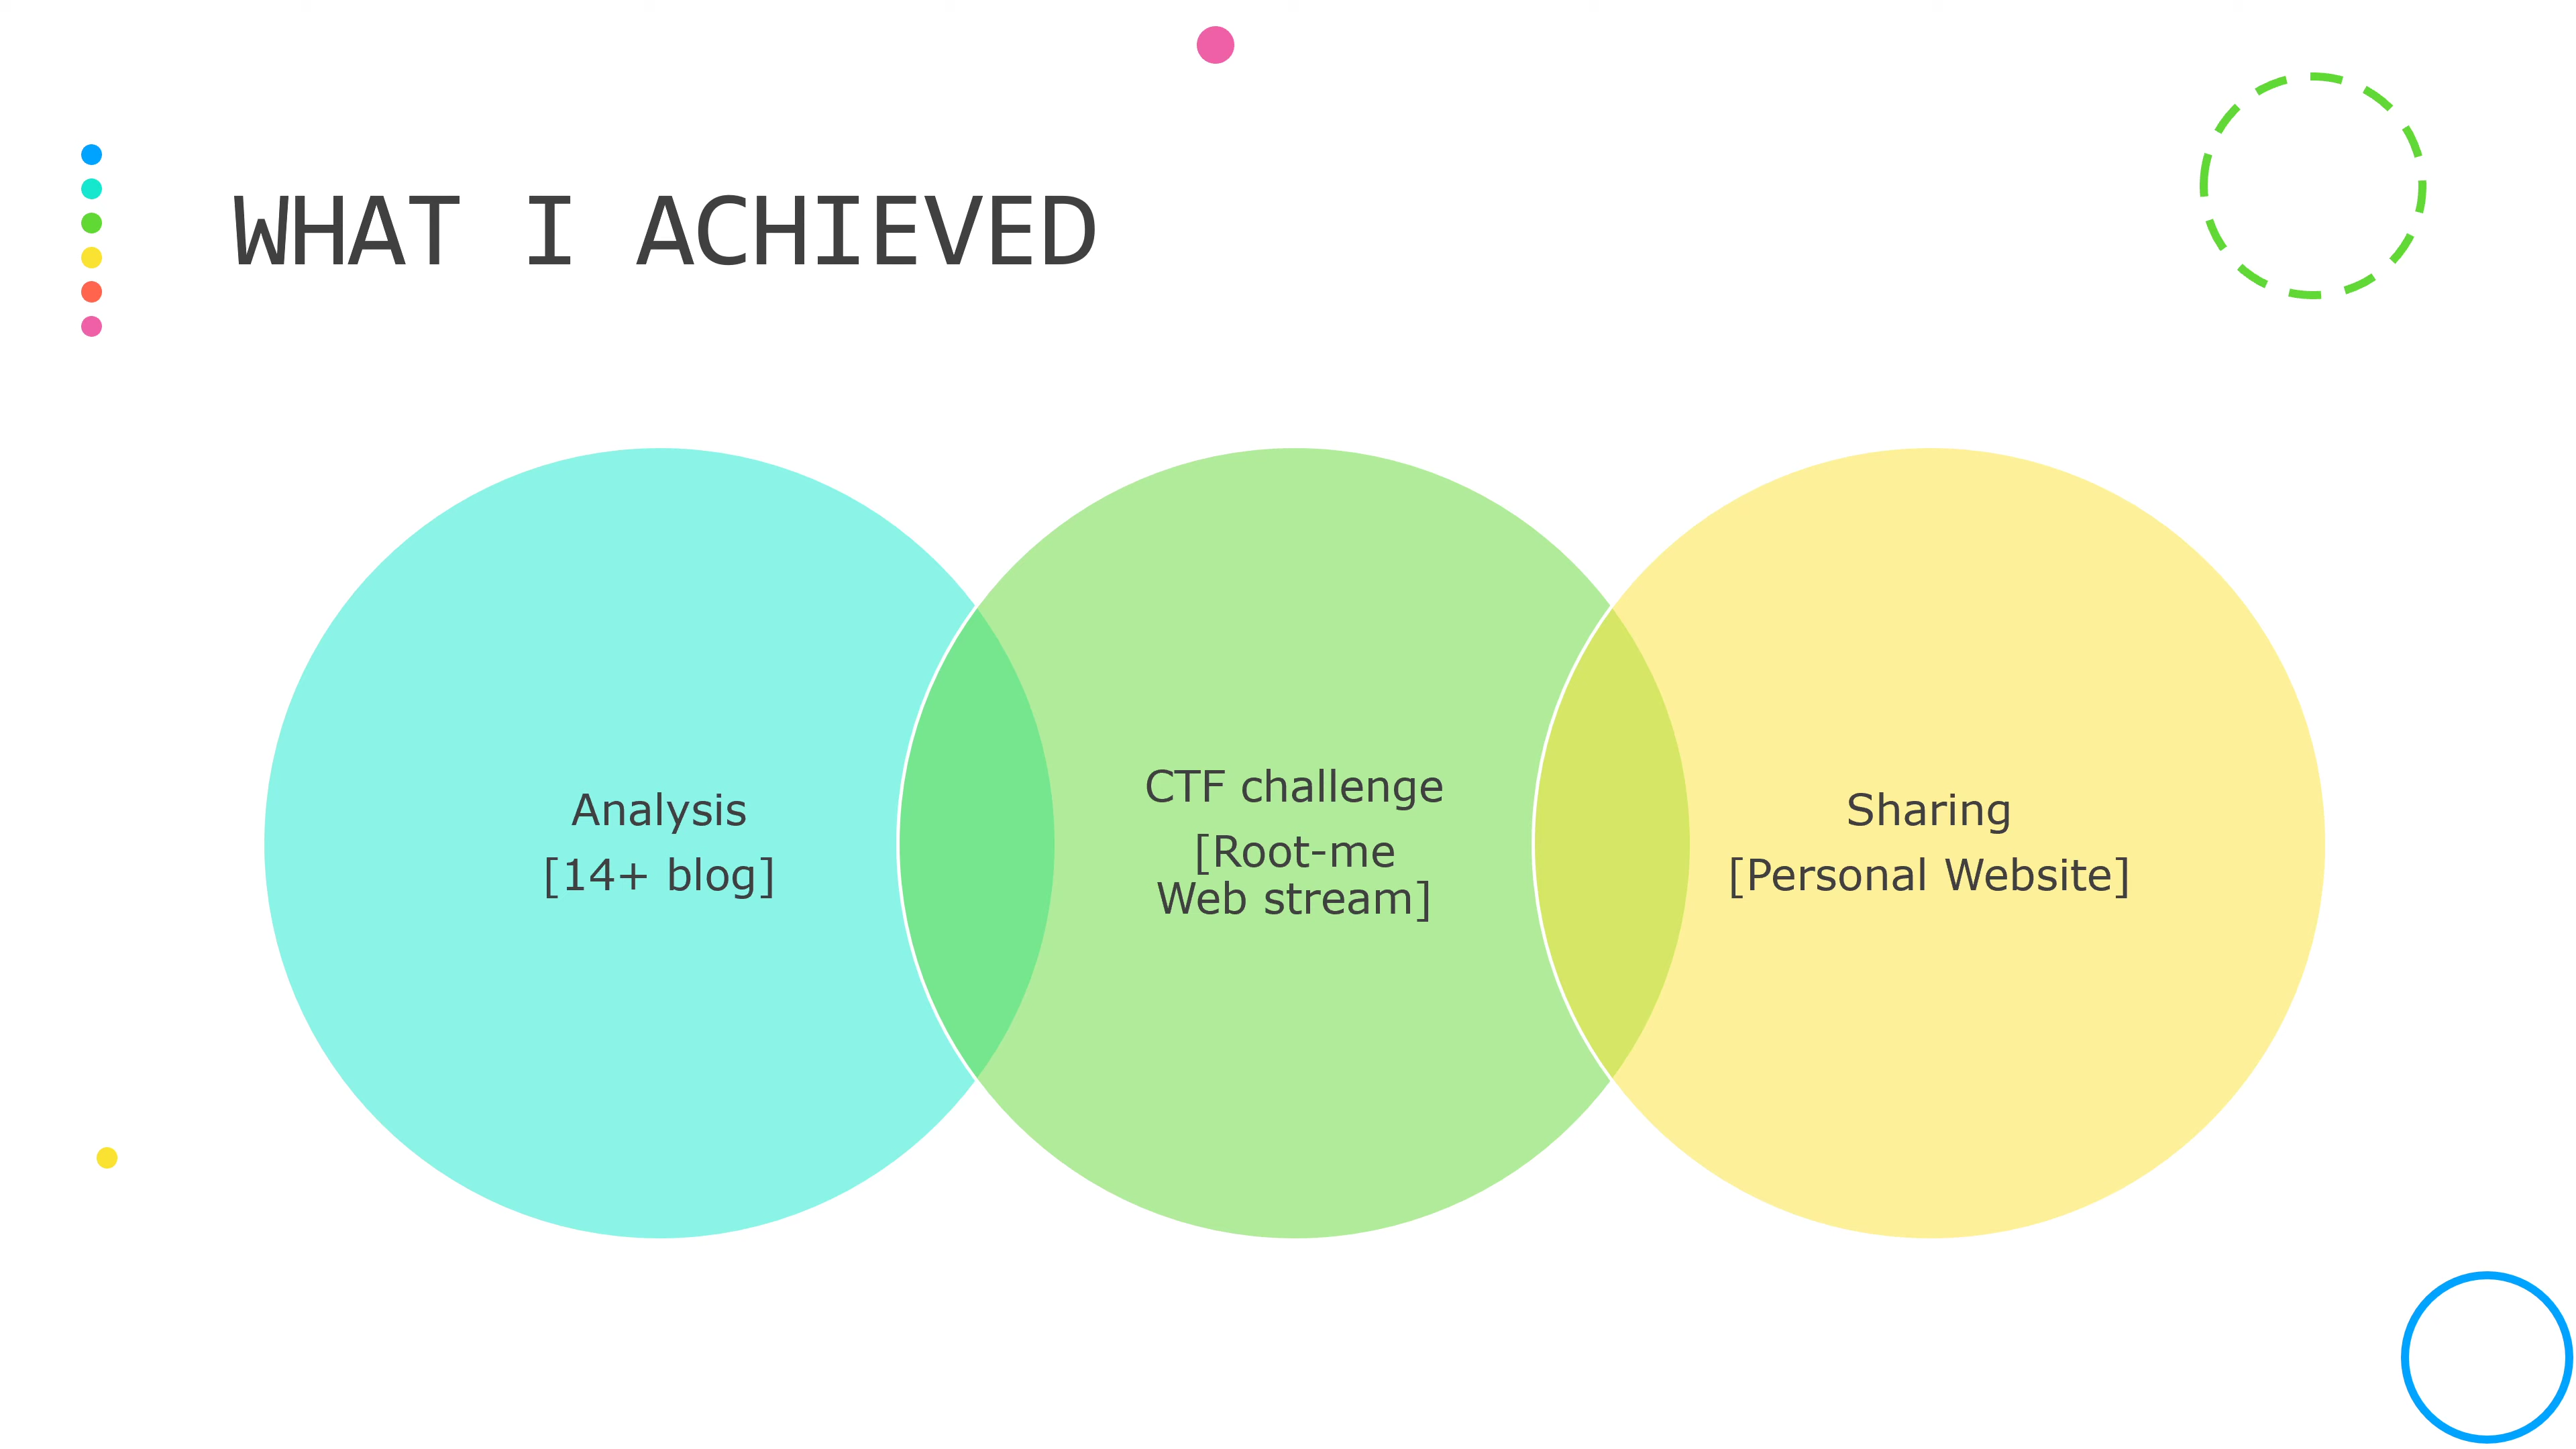 WHAT I ACHIEVED
Analysis
[14+ blog]
CTF challenge
[Root-me
Web stream]
Sharing
[Personal Website]